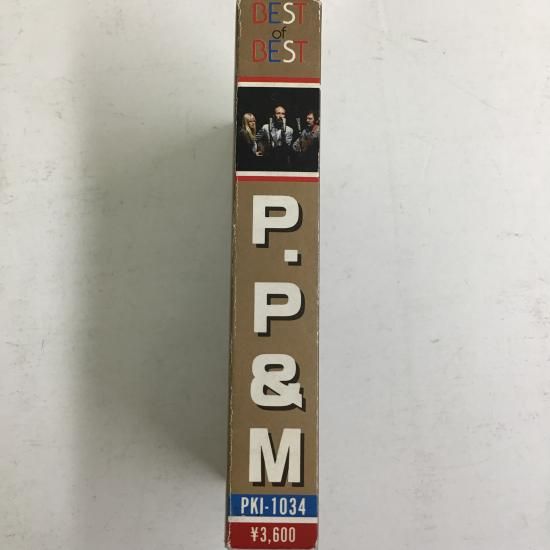 BEST
of
BEST
P.
P
&
M
PKI-1034
¥3,600